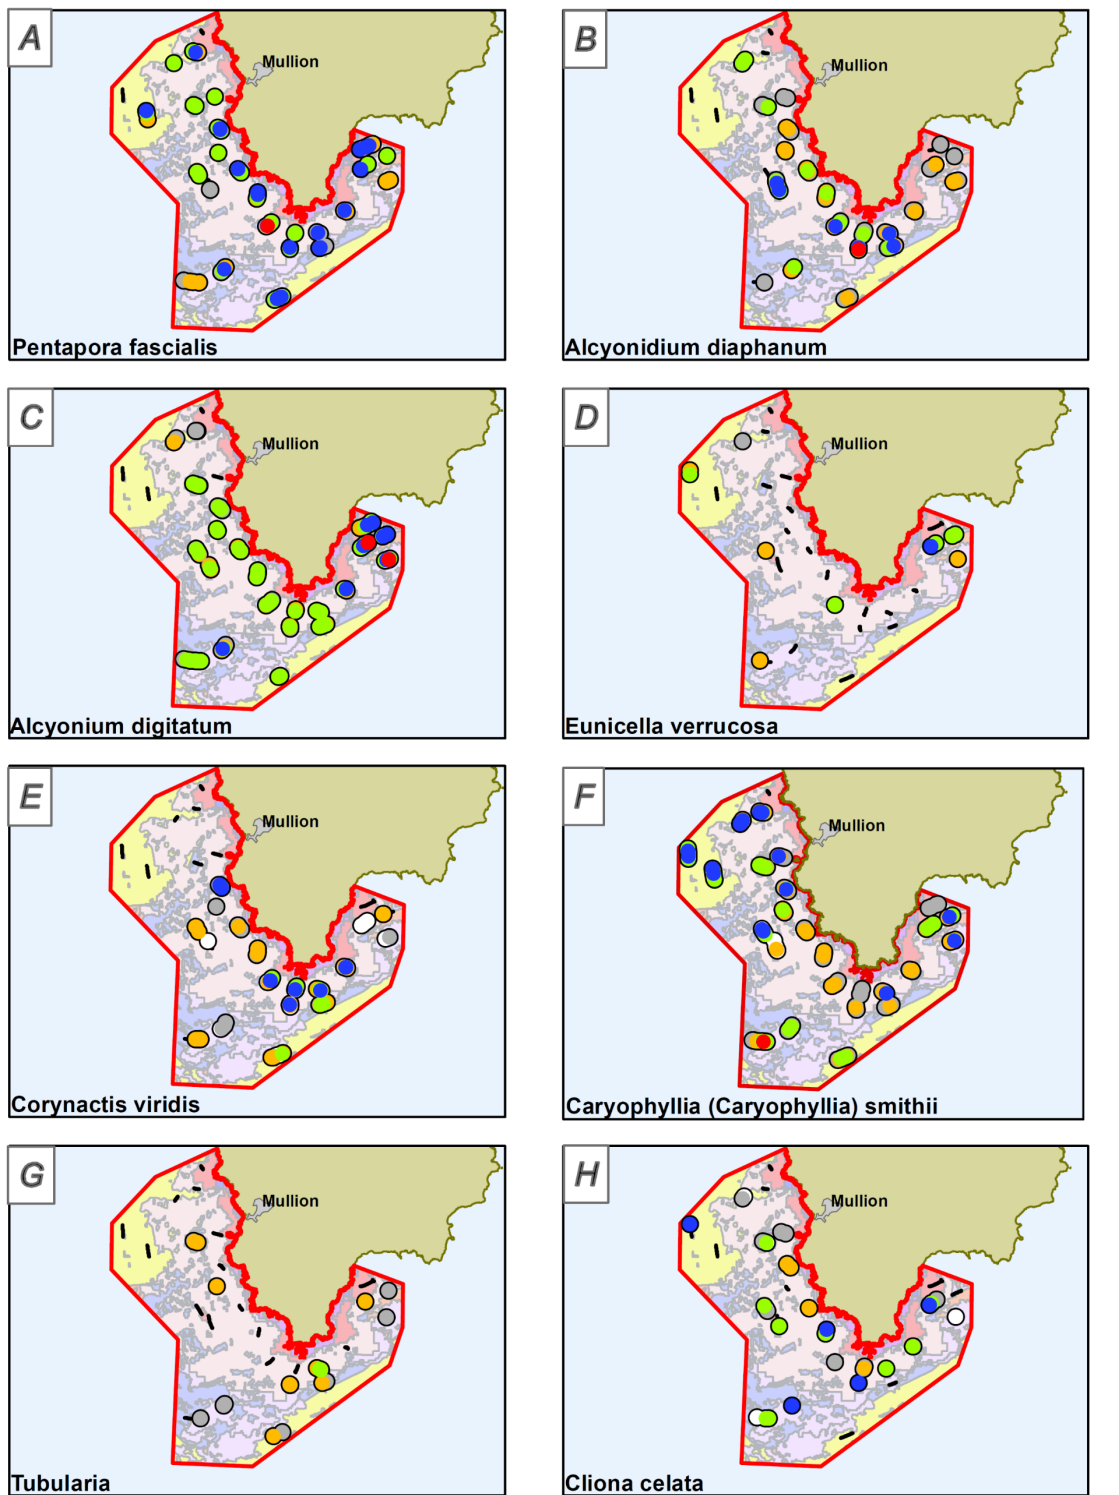 A
Mullion
Pentapora fascialis
B
Mullion
Alcyonidium diaphanum
C
Mullion
Alcyonium digitatum
D
Mullion
Eunicella verrucosa
E
Mullion
Corynactis viridis
F
Mullion
Caryophyllia (Caryophyllia) smithii
G
Mullion
Tubularia
H
Mullion
Cliona celata